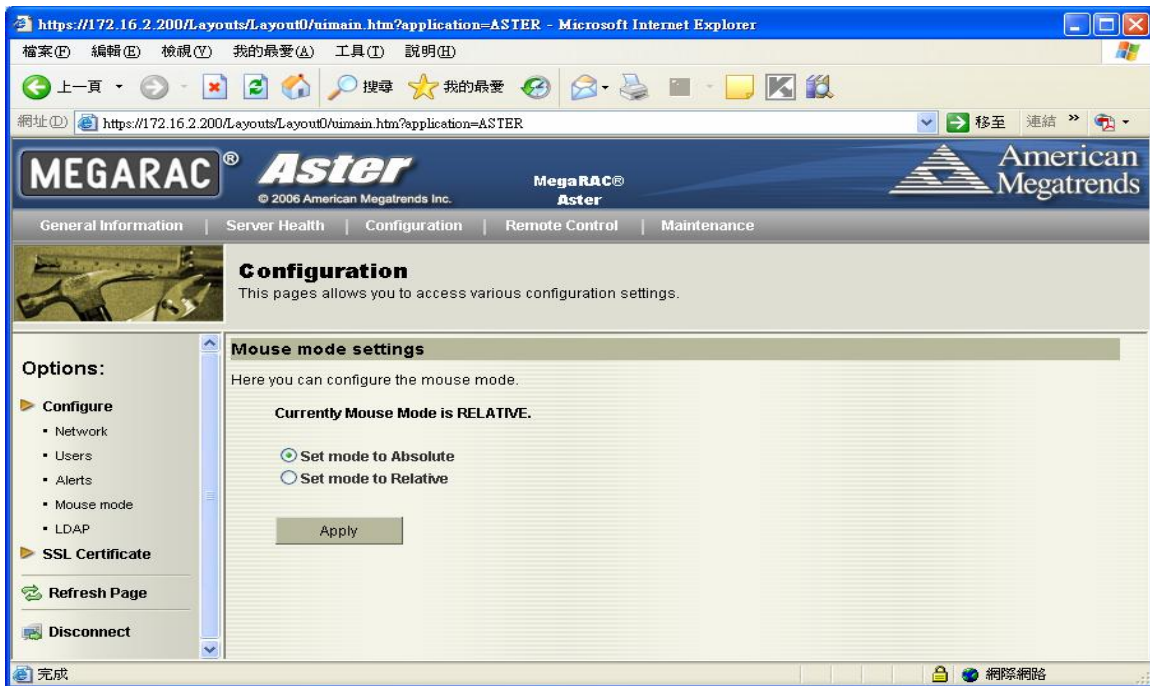 https://172.16.2.200/Layouts/Layout0/uimain.htm?application=ASTER - Microsoft Internet Explorer
檔案(F) 編輯(E) 檢視(V) 我的最愛(A) 工具(T) 說明(H)
上一頁 搜尋 我的最愛
網址(D) https://172.16.2.200/Layouts/Layout0/uimain.htm?application=ASTER 移至 連結 »
MEGARAC® Aster MegaRAC® American
© 2006 American Megatrends Inc. Aster Megatrends
General Information | Server Health | Configuration | Remote Control | Maintenance
Configuration
This pages allows you to access various configuration settings.
Options:
Configure
▪ Network
▪ Users
▪ Alerts
▪ Mouse mode
▪ LDAP
SSL Certificate
Refresh Page
Disconnect
Mouse mode settings
Here you can configure the mouse mode.
Currently Mouse Mode is RELATIVE.
Set mode to Absolute
Set mode to Relative
Apply
完成 網際網路